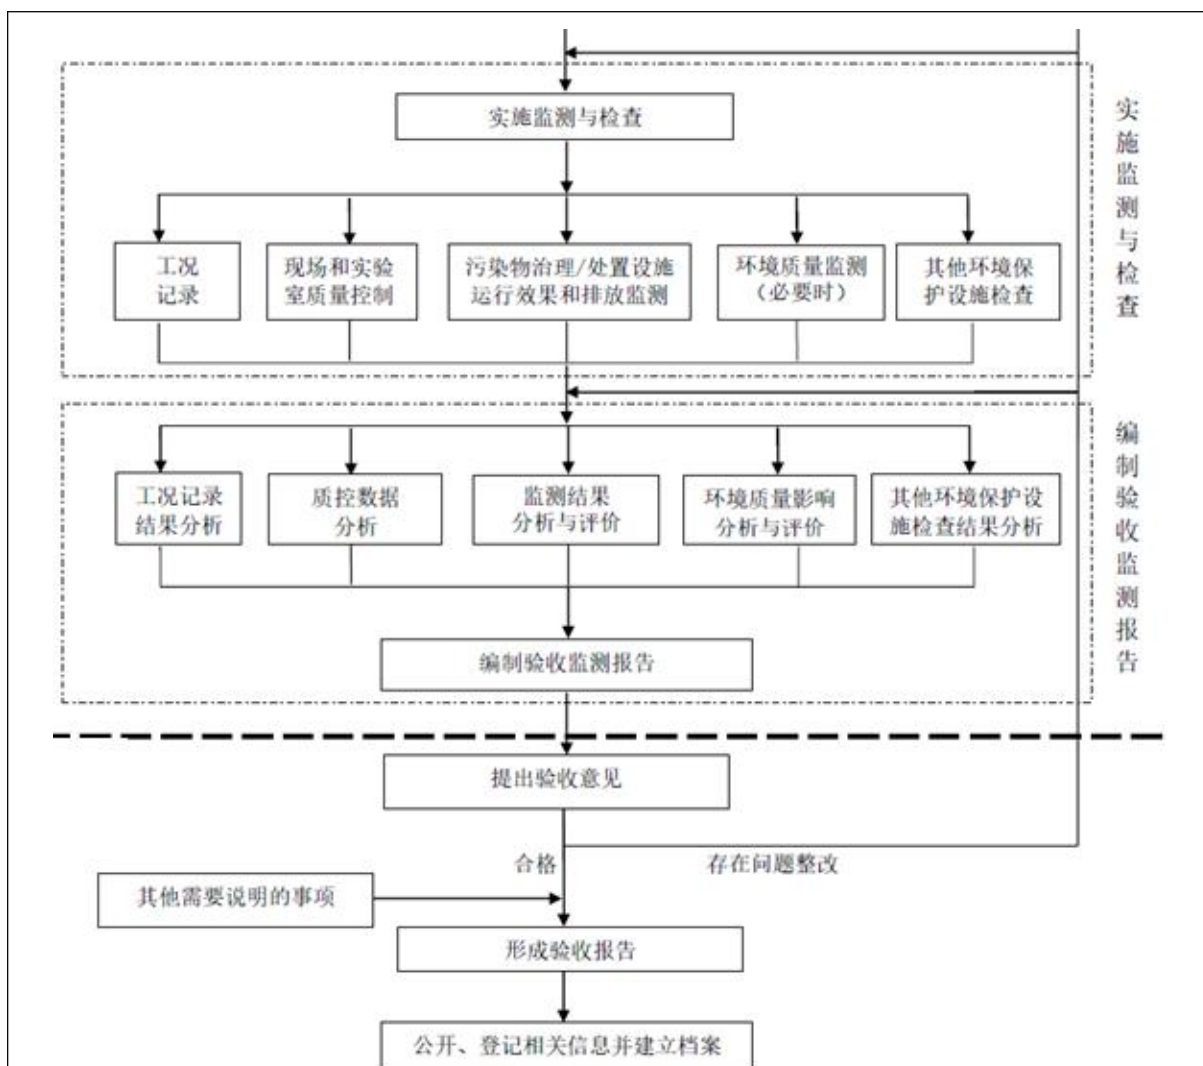 实施监测与检查
工况
记录
现场和实验
室质量控制
污染物治理/处置设施
运行效果和排放监测
环境质量监测
（必要时）
其他环境保
护设施检查
实施监测与检查
工况记录
结果分析
质控数据
分析
监测结果
分析与评价
环境质量影响
分析与评价
其他环境保护设
施检查结果分析
编制验收监测报告
编制验收监测报告
提出验收意见
合格
存在问题整改
其他需要说明的事项
形成验收报告
公开、登记相关信息并建立档案